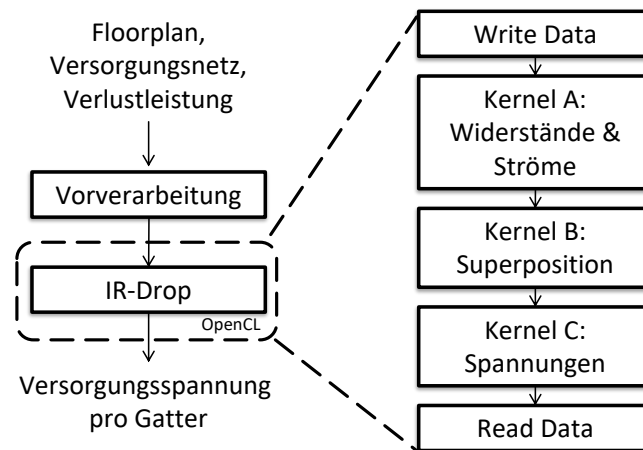 Floorplan,
Versorgungsnetz,
Verlustleistung
Vorverarbeitung
IR-Drop
OpenCL
Versorgungsspannung
pro Gatter
Write Data
Kernel A:
Widerstände &
Ströme
Kernel B:
Superposition
Kernel C:
Spannungen
Read Data